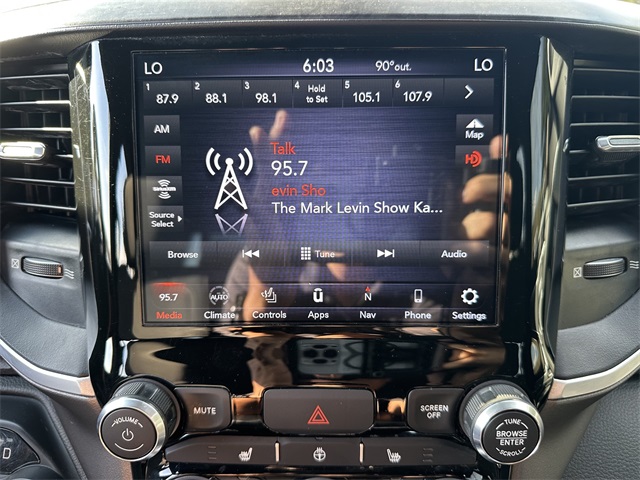 LO 6:03 90°out. LO
1 87.9 2 88.1 3 98.1 4 Hold to Set 5 105.1 6 107.9
AM
Map
Talk
FM
95.7
HD
evin Sho
SiriusXM
The Mark Levin Show Ka...
Source Select
Browse Tune Audio
95.7 AUTO N
Media Climate Controls Apps Nav Phone Settings
VOLUME
MUTE
SCREEN OFF
TUNE
BROWSE
ENTER
SCROLL
D